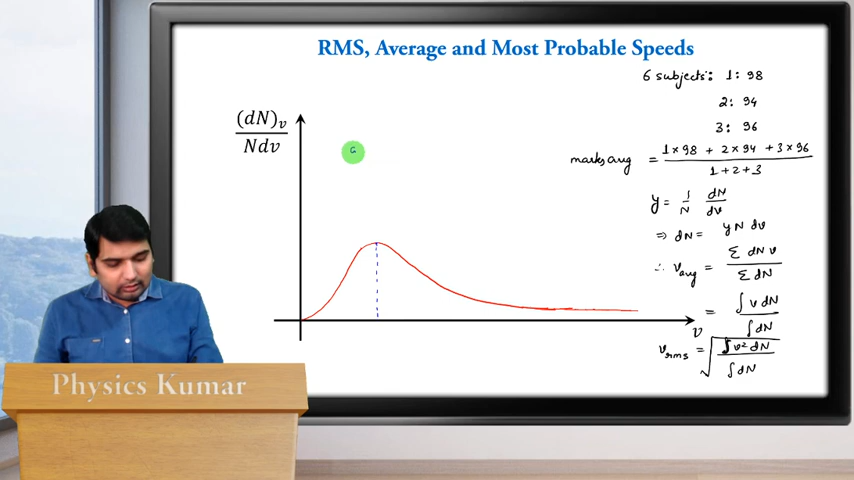 RMS, Average and Most Probable Speeds
6 subjects: 1: 98
2: 94
3: 96
marks avg = (1×98 + 2×94 + 3×96) / (1+2+3)
(dN)v / Ndv
y = 1/N dN/dv
⇒ dN = y N dv
∴ vavg = Σ dN v / Σ dN
= ∫ v dN / ∫ dN
v
vrms = √(∫ v² dN / ∫ dN)
Physics Kumar